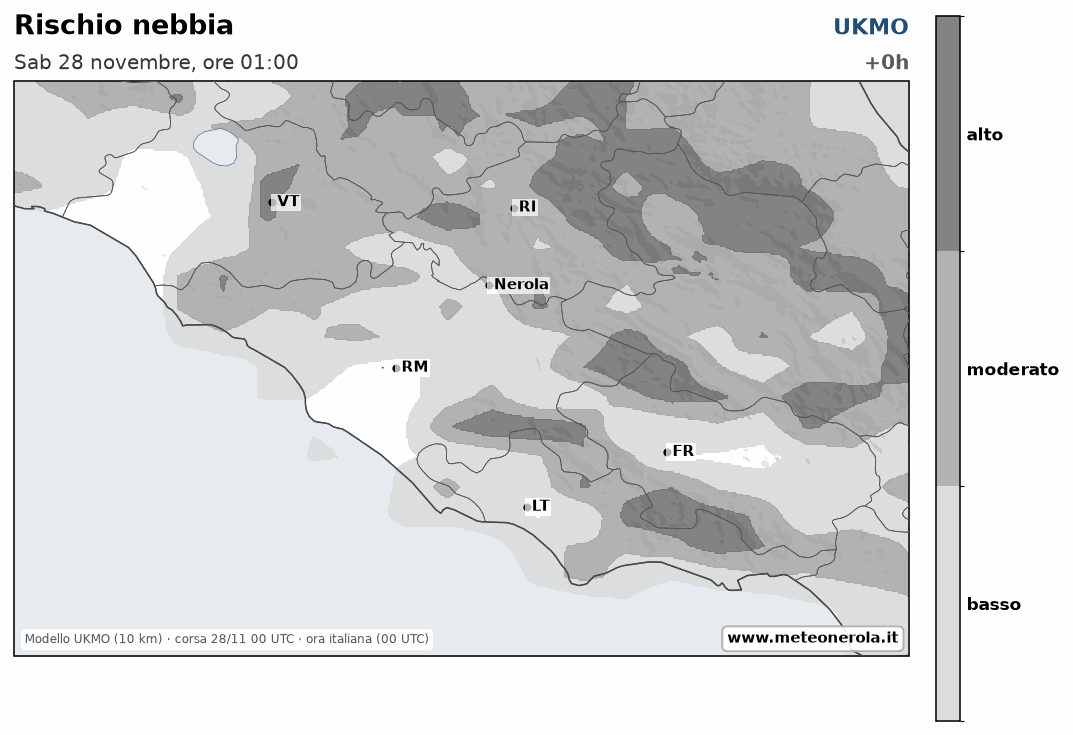 Rischio nebbia
UKMO
Sab 28 novembre, ore 01:00
+0h
alto
VT
RI
Nerola
RM
moderato
FR
LT
basso
Modello UKMO (10 km) · corsa 28/11 00 UTC · ora italiana (00 UTC)
www.meteonerola.it